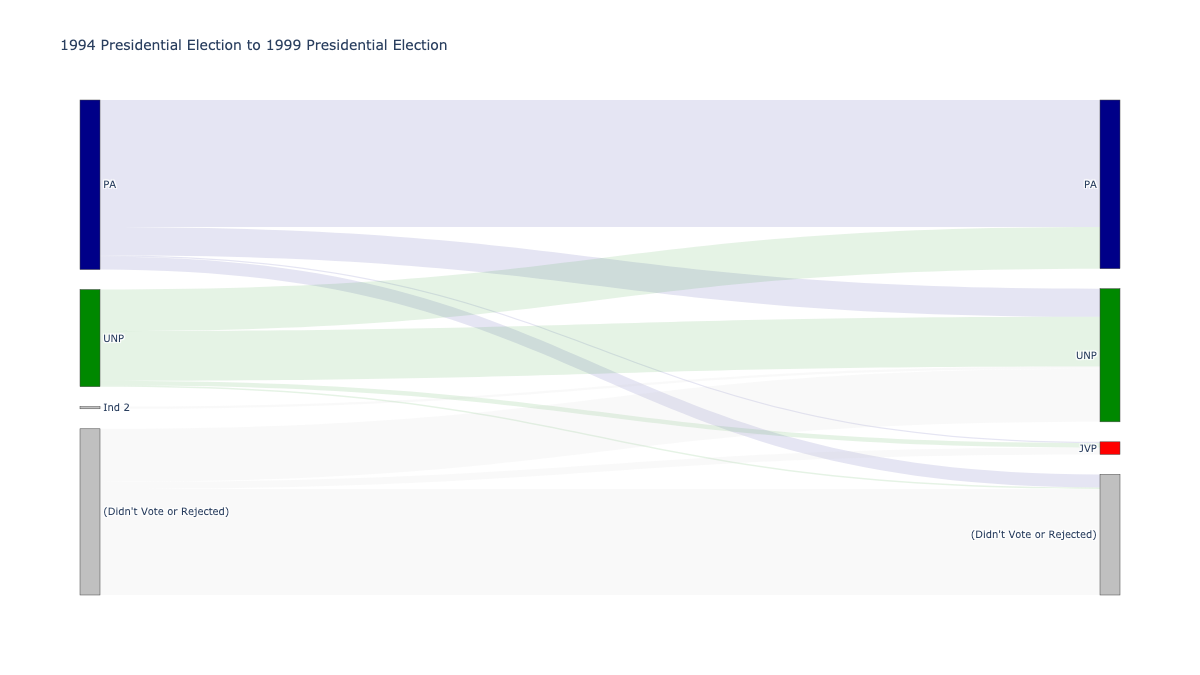 1994 Presidential Election to 1999 Presidential Election
PA
PA
UNP
UNP
Ind 2
JVP
(Didn't Vote or Rejected)
(Didn't Vote or Rejected)